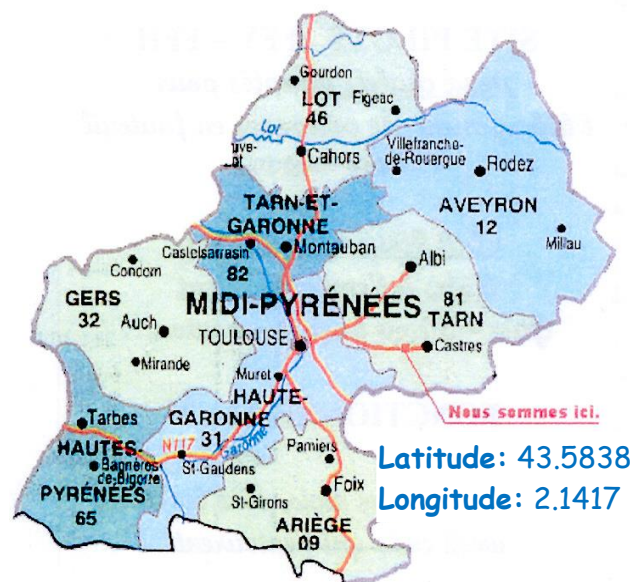 Gourdon
LOT
46
Figeac
Lot
Cahors
Villefranche-
de-Rouergue
Rodez
AVEYRON
12
Millau
TARN-ET-
GARONNE
Castelsarrasin
82
Montauban
Condom
GERS
32
Auch
Mirande
MIDI-PYRÉNÉES
TOULOUSE
Albi
81
TARN
Castres
Muret
HAUTE-
GARONNE
31
Garonne
Nous sommes ici.
Tarbes
HAUTES-
Bagnères
de-Bigorre
PYRÉNÉES
65
N117
St-Gaudens
Pamiers
St-Girons
Foix
ARIÈGE
09
Latitude: 43.5838
Longitude: 2.1417